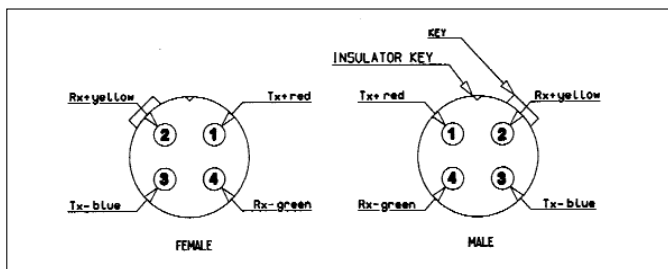 KEY
INSULATOR KEY
Rx+yellow
Tx+red
2
1
3
4
Tx-blue
Rx-green
FEMALE
Tx+red
Rx+yellow
1
2
4
3
Rx-green
Tx-blue
MALE